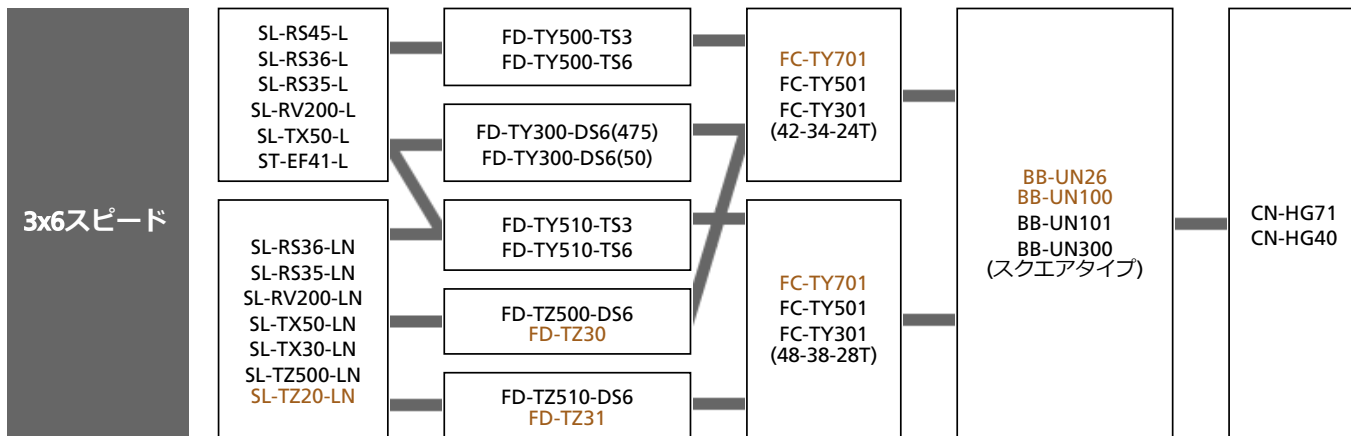 3x6スピード
SL-RS45-L
SL-RS36-L
SL-RS35-L
SL-RV200-L
SL-TX50-L
ST-EF41-L
SL-RS36-LN
SL-RS35-LN
SL-RV200-LN
SL-TX50-LN
SL-TX30-LN
SL-TZ500-LN
SL-TZ20-LN
FD-TY500-TS3
FD-TY500-TS6
FD-TY300-DS6(475)
FD-TY300-DS6(50)
FD-TY510-TS3
FD-TY510-TS6
FD-TZ500-DS6
FD-TZ30
FD-TZ510-DS6
FD-TZ31
FC-TY701
FC-TY501
FC-TY301
(42-34-24T)
FC-TY701
FC-TY501
FC-TY301
(48-38-28T)
BB-UN26
BB-UN100
BB-UN101
BB-UN300
(スクエアタイプ)
CN-HG71
CN-HG40